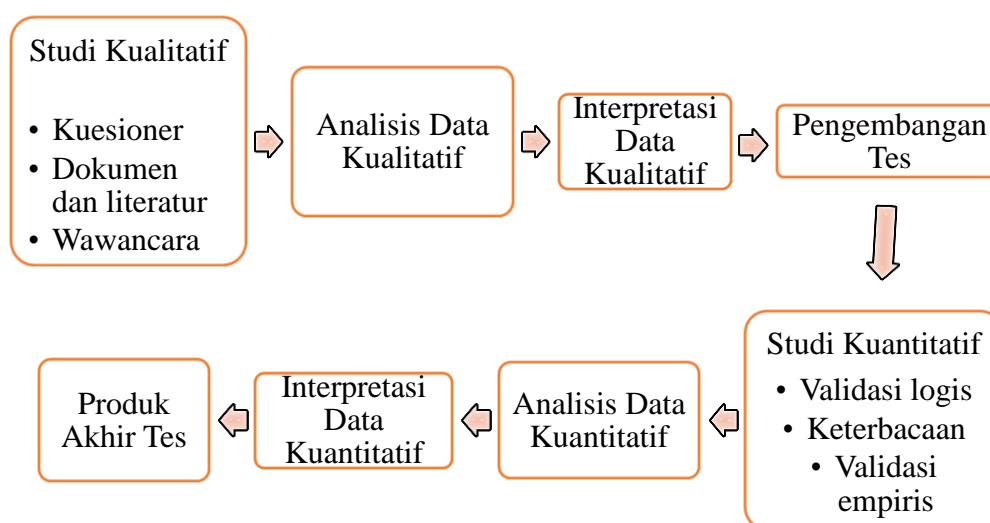 Studi Kualitatif
• Kuesioner
• Dokumen
dan literatur
• Wawancara
Analisis Data
Kualitatif
Interpretasi
Data
Kualitatif
Pengembangan
Tes
Studi Kuantitatif
• Validasi logis
• Keterbacaan
• Validasi
empiris
Analisis Data
Kuantitatif
Interpretasi
Data
Kuantitatif
Produk
Akhir Tes